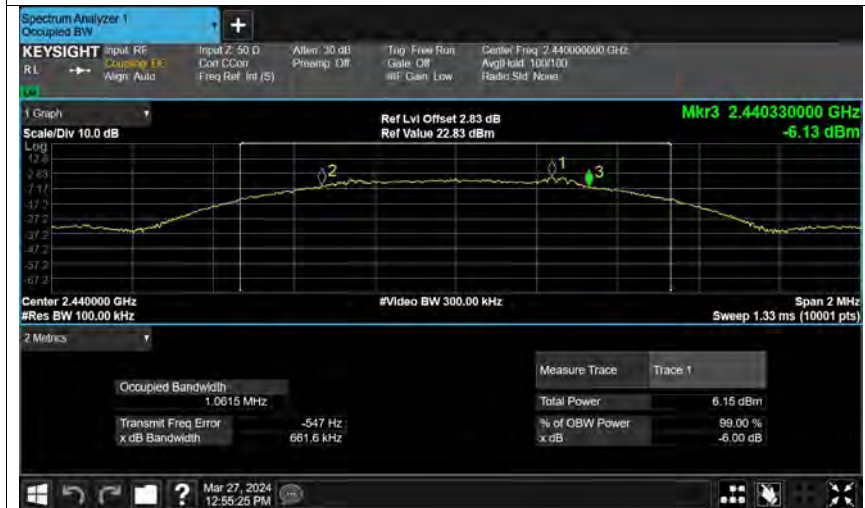 Spectrum Analyzer 1
Occupied BW
+
KEYSIGHT Input: RF Input Z: 50 Ω Atten: 30 dB Trig: Free Run Center Freq: 2.440000000 GHz
RL Coupling: DC Corr CCorr Preamp: Off Gate: Off Avg|Hold: 100/100
Align: Auto Freq Ref: Int (S) #IF Gain: Low Radio Std: None
1 Graph
Scale/Div 10.0 dB
Ref Lvl Offset 2.83 dB
Ref Value 22.83 dBm
Mkr3 2.440330000 GHz
-6.13 dBm
Log
12.8
2.83
-7.17
-17.2
-27.2
-37.2
-47.2
-57.2
-67.2
2
1
3
Center 2.440000 GHz #Video BW 300.00 kHz Span 2 MHz
#Res BW 100.00 kHz Sweep 1.33 ms (10001 pts)
2 Metrics
Measure Trace Trace 1
Occupied Bandwidth
1.0615 MHz
Total Power 6.15 dBm
Transmit Freq Error -547 Hz
% of OBW Power 99.00 %
x dB Bandwidth 661.6 kHz
x dB -6.00 dB
?
Mar 27, 2024
12:55:25 PM